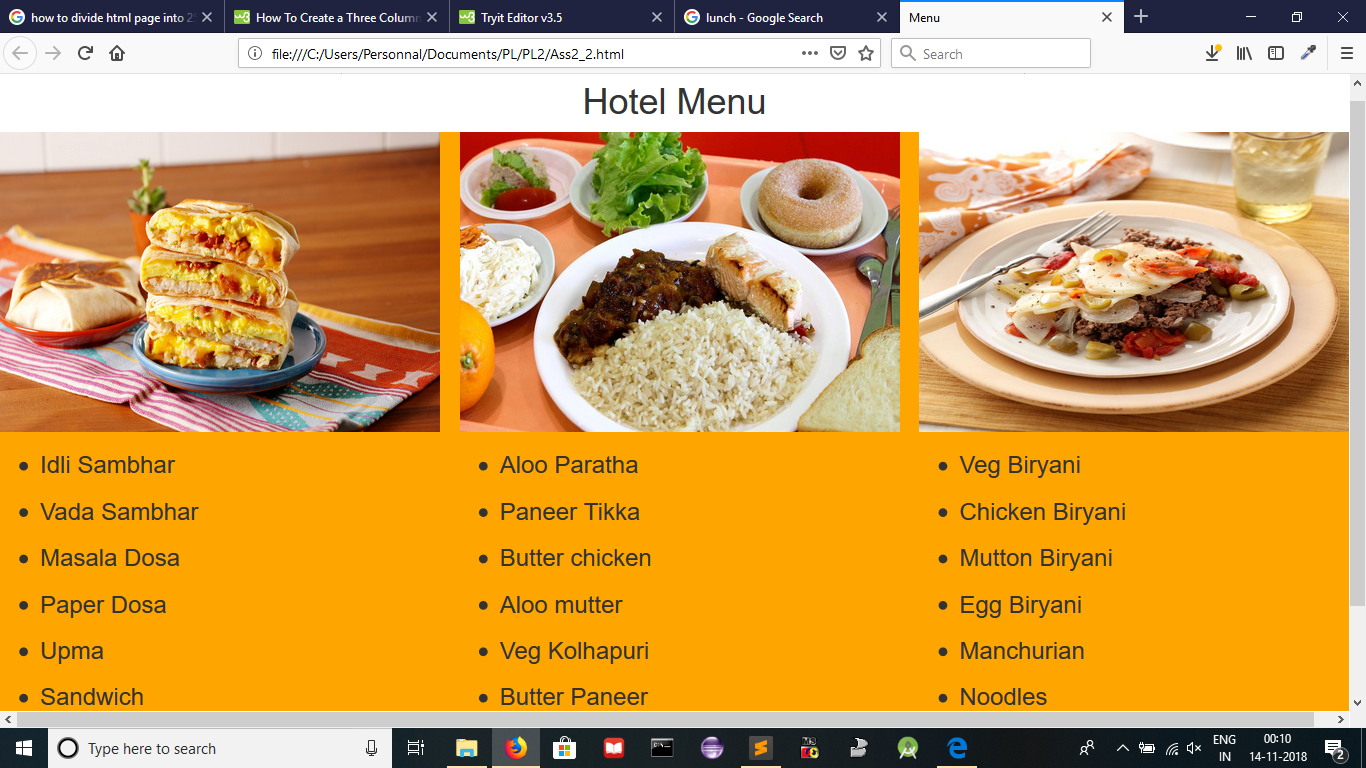 how to divide html page into 25
How To Create a Three Column
Tryit Editor v3.5
lunch - Google Search
Menu
file:///C:/Users/Personnal/Documents/PL/PL2/Ass2_2.html
Search
Hotel Menu
Idli Sambhar
Vada Sambhar
Masala Dosa
Paper Dosa
Upma
Sandwich
Aloo Paratha
Paneer Tikka
Butter chicken
Aloo mutter
Veg Kolhapuri
Butter Paneer
Veg Biryani
Chicken Biryani
Mutton Biryani
Egg Biryani
Manchurian
Noodles
Type here to search
ENG
IN
00:10
14-11-2018
2